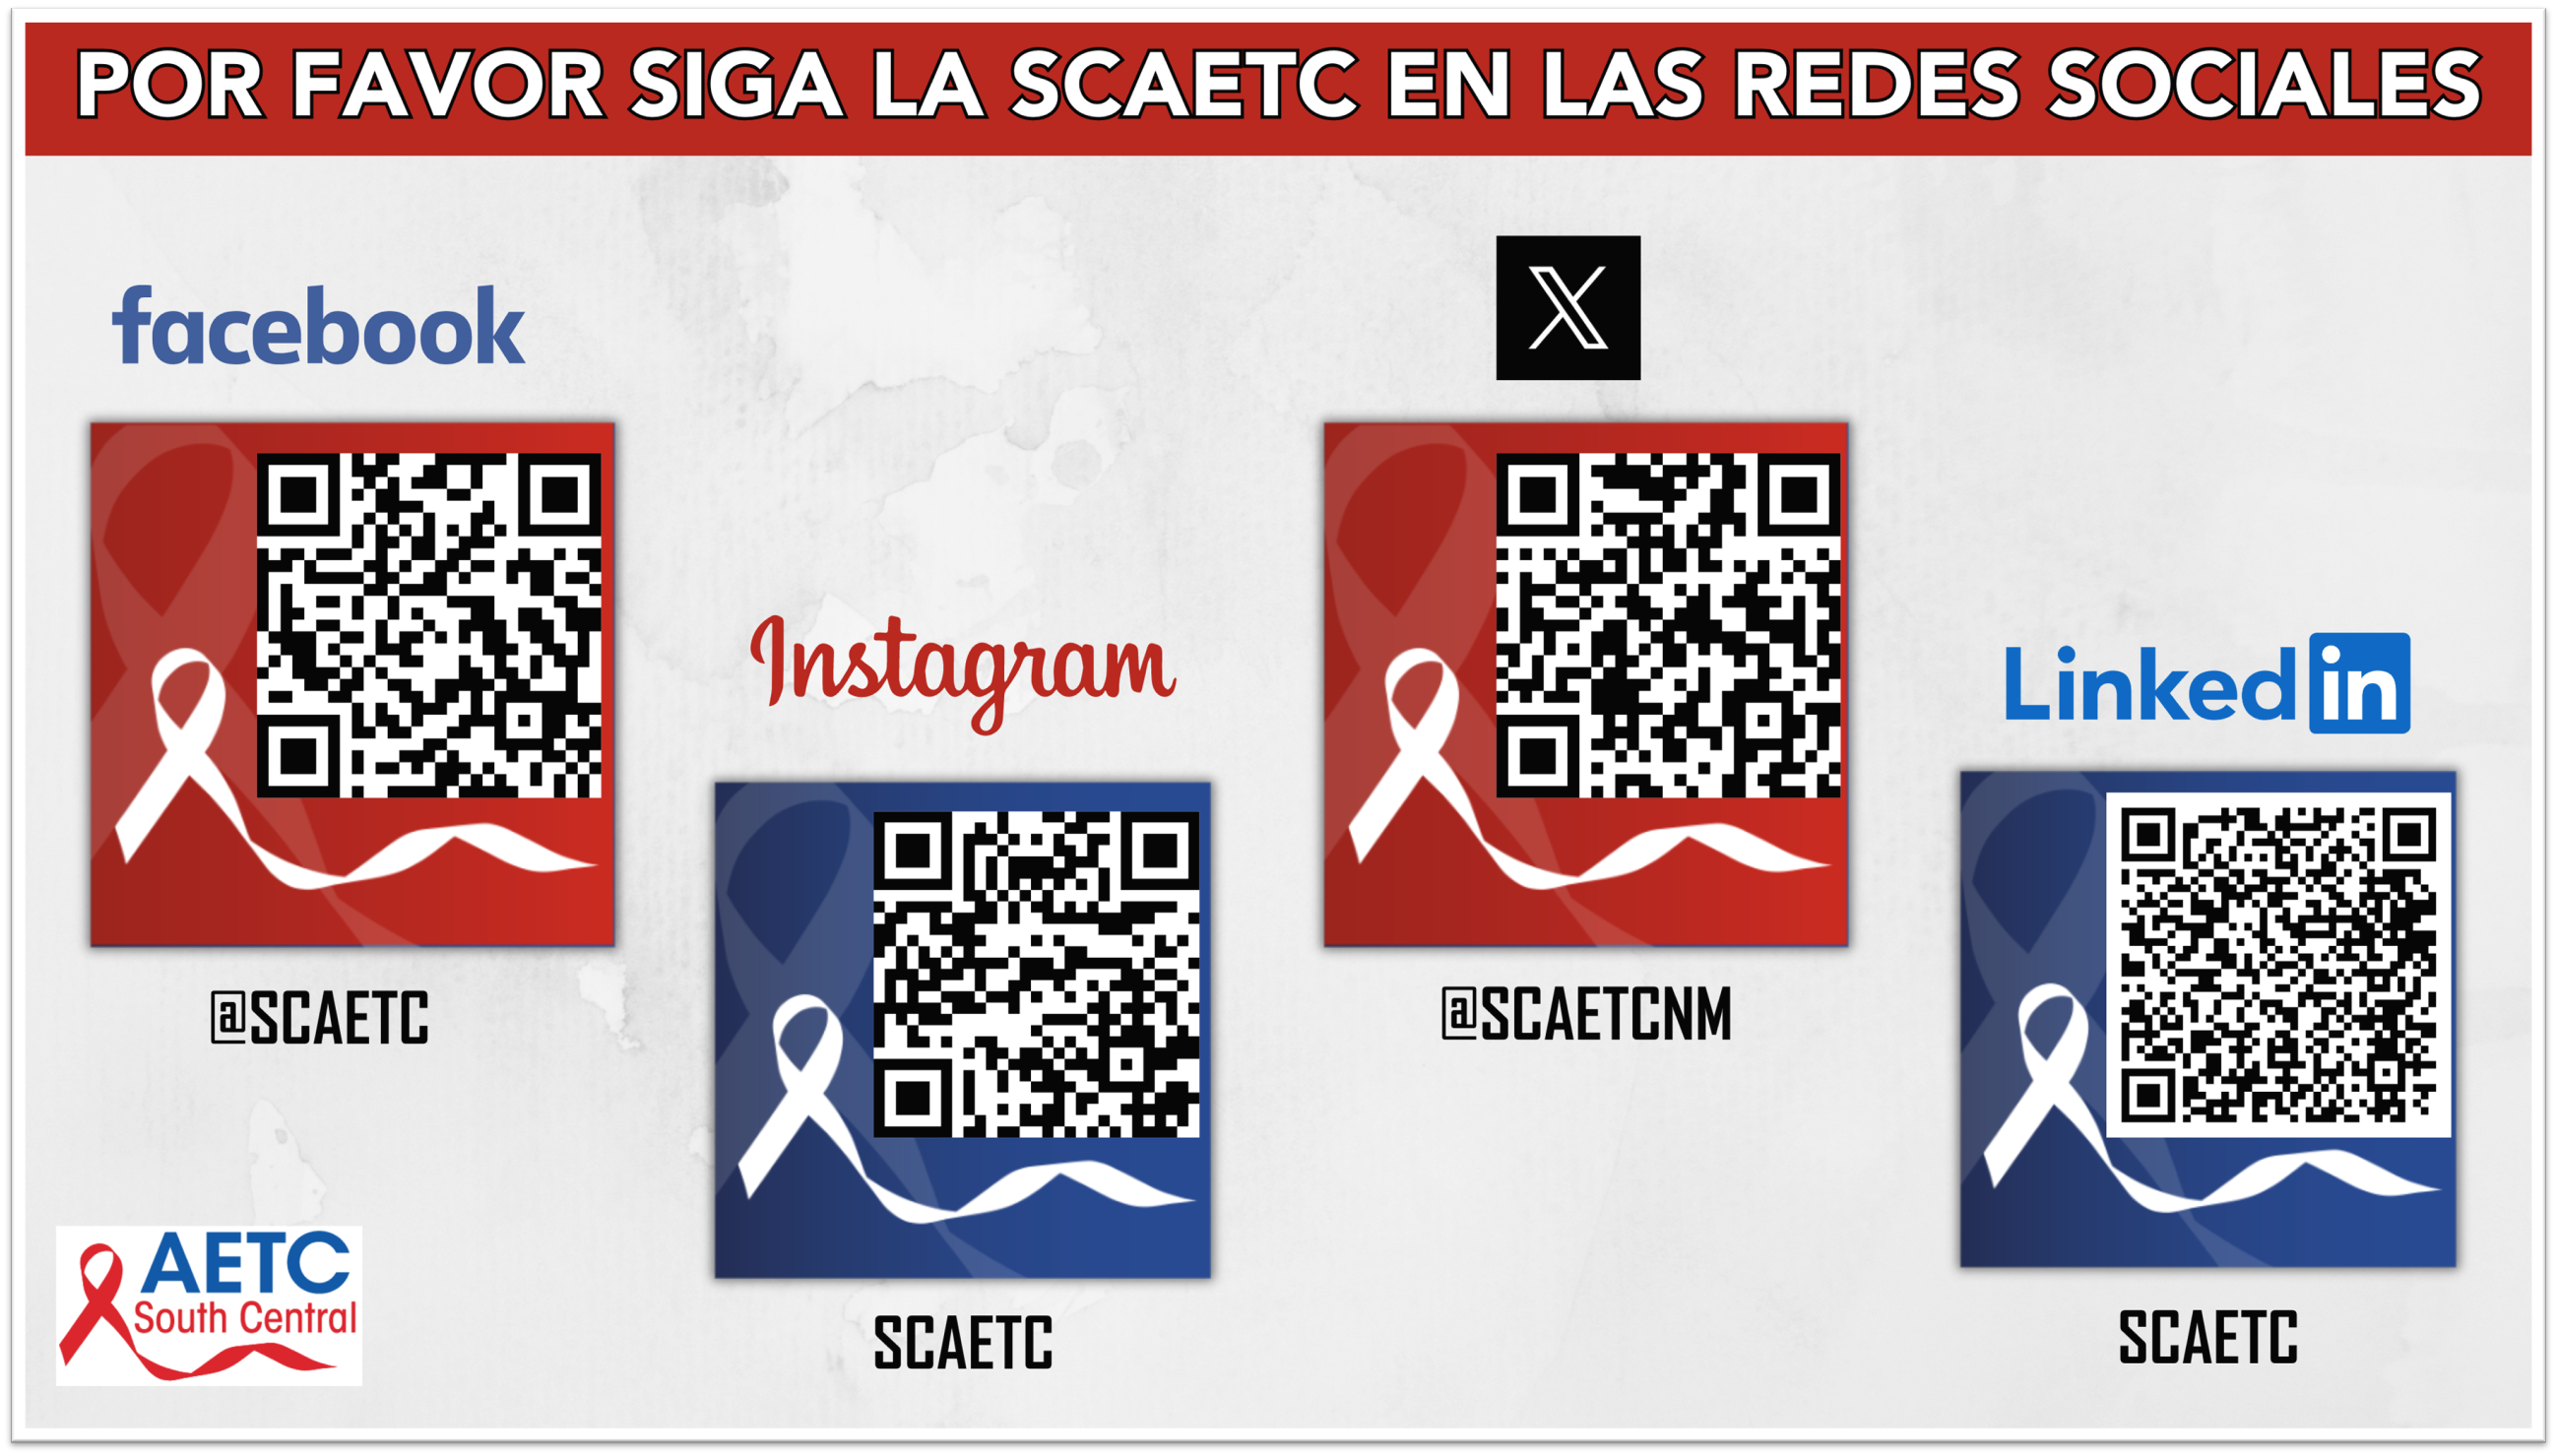 POR FAVOR SIGA LA SCAETC EN LAS REDES SOCIALES
facebook
@SCAETC
Instagram
SCAETC
X
@SCAETCNM
Linkedin
SCAETC
AETC
South Central